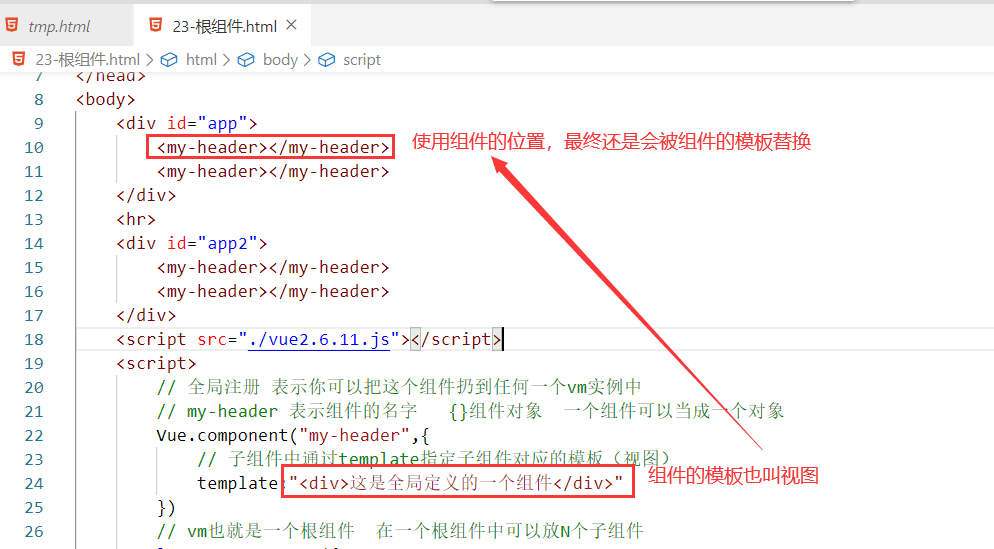 tmp.html
23-根组件.html ×
23-根组件.html > html > body > script
7 </head>
8 <body>
9 <div id="app">
10 <my-header></my-header> 使用组件的位置，最终还是会被组件的模板替换
11 <my-header></my-header>
12 </div>
13 <hr>
14 <div id="app2">
15 <my-header></my-header>
16 <my-header></my-header>
17 </div>
18 <script src="./vue2.6.11.js"></script>
19 <script>
20 // 全局注册 表示你可以把这个组件扔到任何一个vm实例中
21 // my-header 表示组件的名字 {}组件对象 一个组件可以当成一个对象
22 Vue.component("my-header",{
23 // 子组件中通过template指定子组件对应的模板（视图）
24 template:"<div>这是全局定义的一个组件</div>" 组件的模板也叫视图
25 })
26 // vm也就是一个根组件 在一个根组件中可以放N个子组件